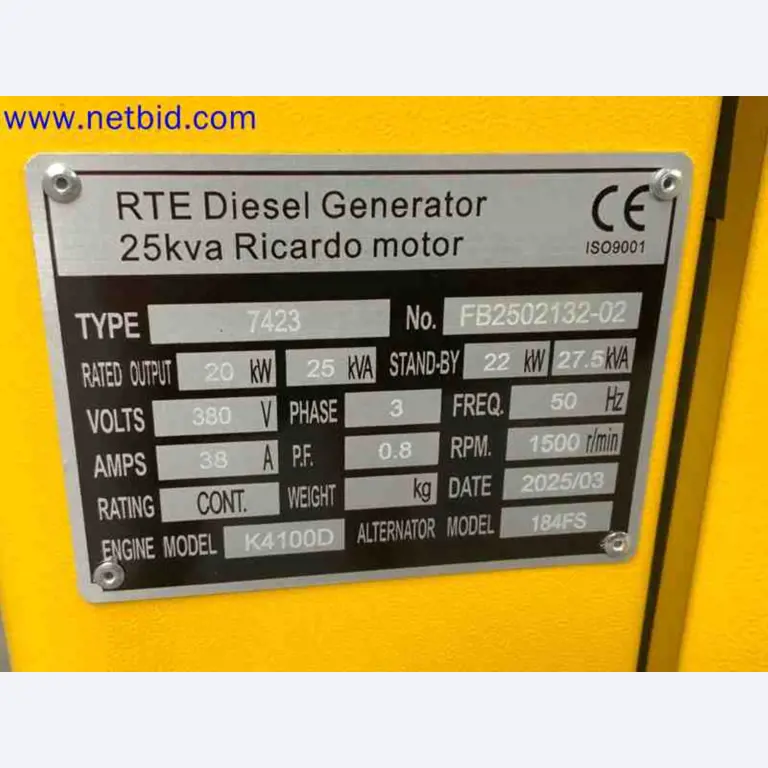 www.netbid.com
RTE Diesel Generator
25kva Ricardo motor
CE
ISO9001
TYPE 7423 No. FB2502132-02
RATED OUTPUT 20 kW 25 kVA STAND-BY 22 kW 27.5 kVA
VOLTS 380 V PHASE 3 FREQ. 50 Hz
AMPS 38 A P.F. 0.8 RPM. 1500 r/min
RATING CONT. WEIGHT kg DATE 2025/03
ENGINE MODEL K4100D ALTERNATOR MODEL 184FS